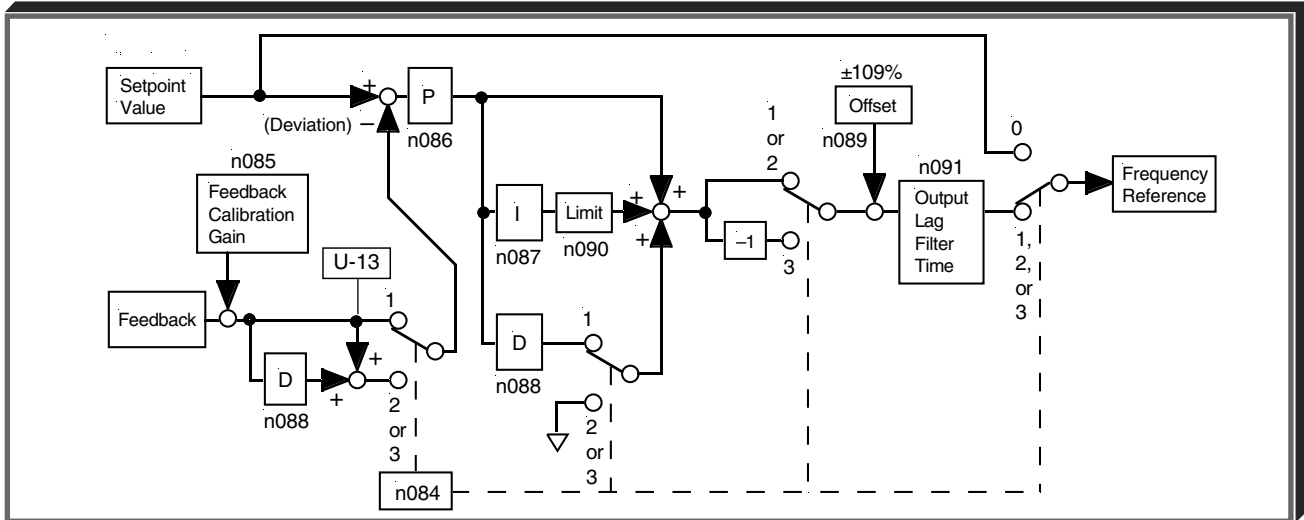 Setpoint
Value
+
(Deviation)
−
P
n086
n085
Feedback
Calibration
Gain
U-13
Feedback
D
n088
+
+
1
2
or
3
n084
I
n087
Limit
n090
+
+
+
D
n088
1
2
or
3
−1
1
or
2
3
±109%
Offset
n089
n091
Output
Lag
Filter
Time
0
1,
2,
or
3
Frequency
Reference